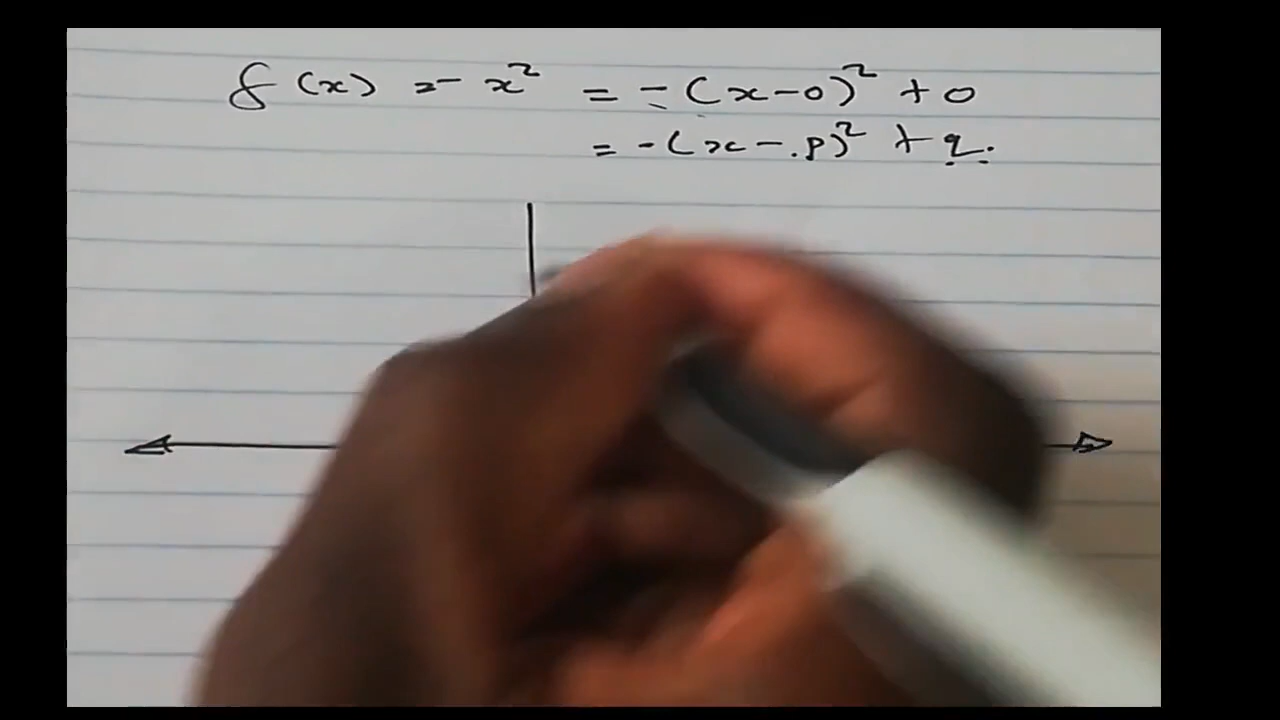 f(x) = - x² = -(x-0)² + 0
= -(x-p)² + q.